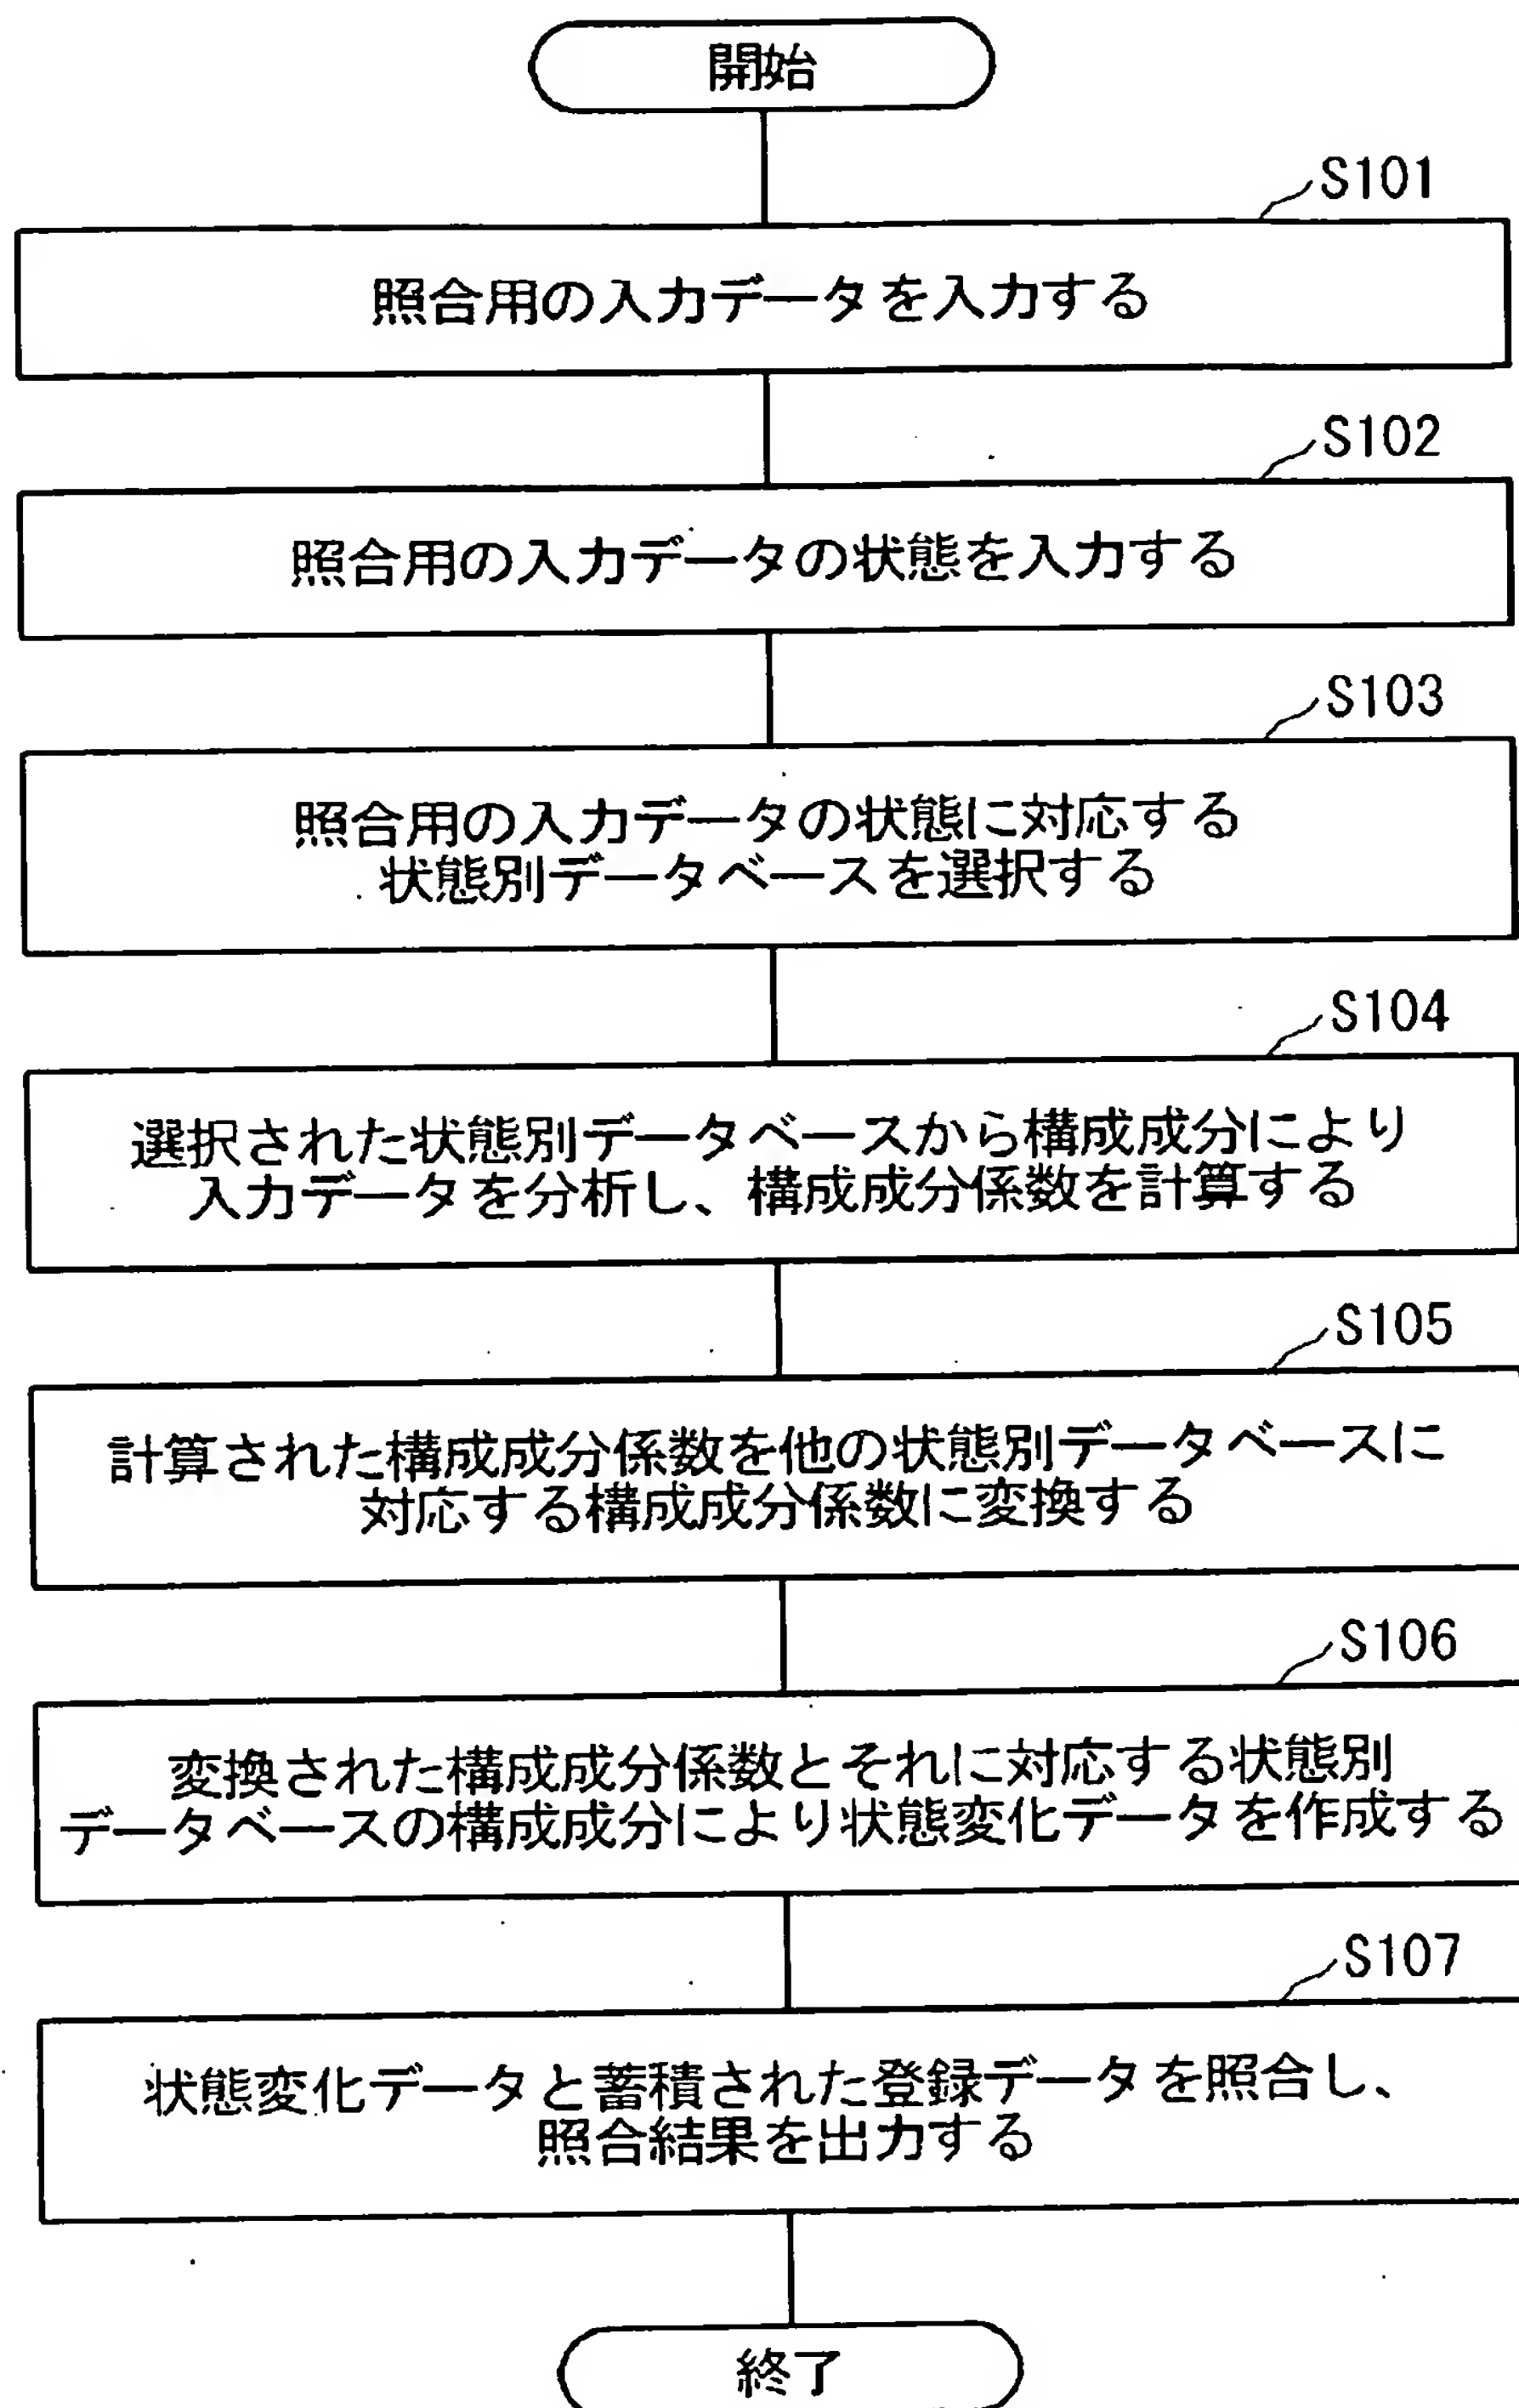 開始
S101
照合用の入力データを入力する
S102
照合用の入力データの状態を入力する
S103
照合用の入力データの状態に対応する
状態別データベースを選択する
S104
選択された状態別データベースから構成成分により
入力データを分析し、構成成分係数を計算する
S105
計算された構成成分係数を他の状態別データベースに
対応する構成成分係数に変換する
S106
変換された構成成分係数とそれに対応する状態別
データベースの構成成分により状態変化データを作成する
S107
状態変化データと蓄積された登録データを照合し、
照合結果を出力する
終了